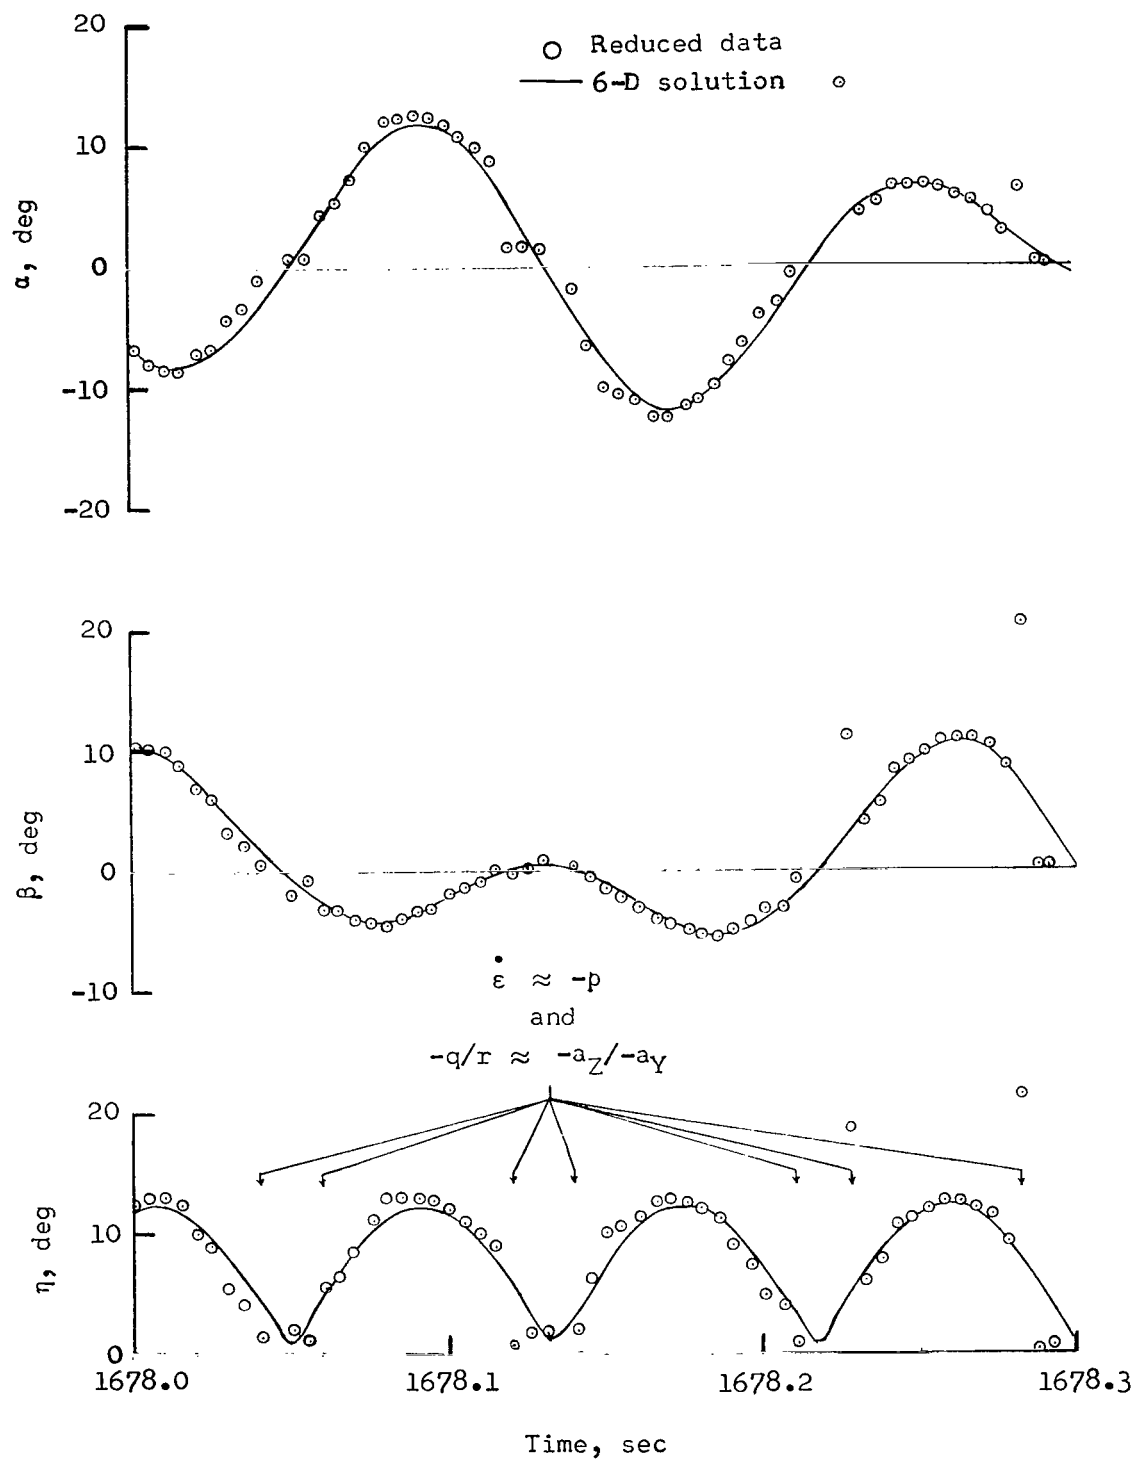 20
Reduced data
6-D solution
10
α, deg
0
-10
-20
20
10
β, deg
0
-10
ε̇ ≈ -p
and
-q/r ≈ -a_Z/-a_Y
20
10
η, deg
0
1678.0 1678.1 1678.2 1678.3
Time, sec